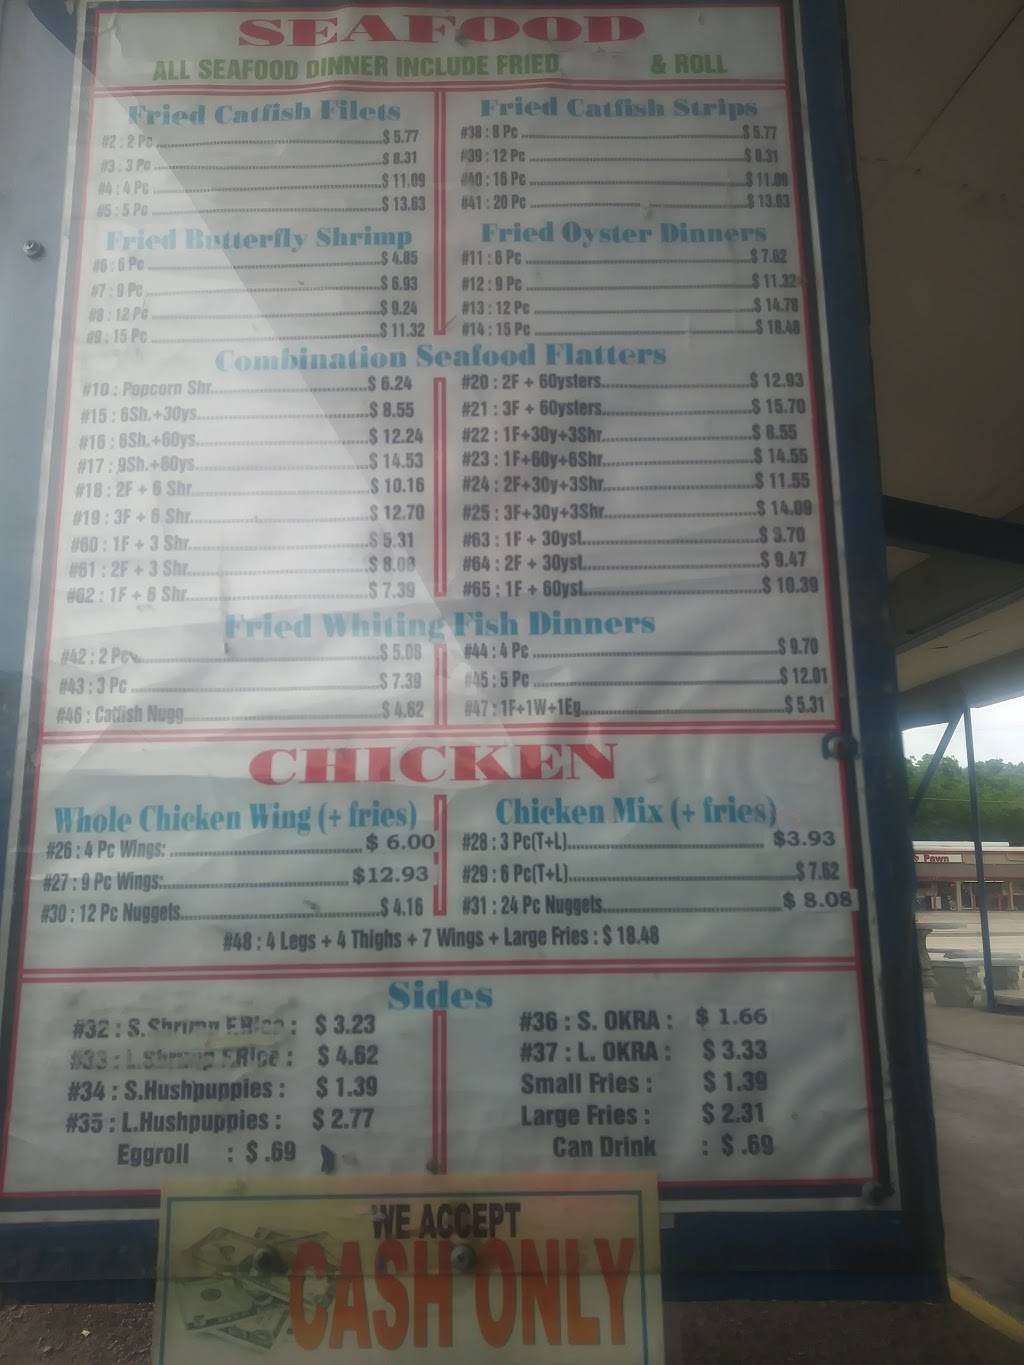 SEAFOOD
ALL SEAFOOD DINNER INCLUDE FRIED & ROLL
Fried Catfish Filets
#2 : 2 Pc $ 5.77
#3 : 3 Pc $ 8.31
#4 : 4 Pc $ 11.09
#5 : 5 Pc $ 13.63
Fried Catfish Strips
#38 : 8 Pc $ 5.77
#39 : 12 Pc $ 8.31
#40 : 16 Pc $ 11.09
#41 : 20 Pc $ 13.63
Fried Butterfly Shrimp
#6 : 6 Pc $ 4.85
#7 : 9 Pc $ 6.93
#8 : 12 Pc $ 9.24
#9 : 15 Pc $ 11.32
Fried Oyster Dinners
#11 : 6 Pc $ 7.62
#12 : 9 Pc $ 11.32
#13 : 12 Pc $ 14.78
#14 : 15 Pc $ 18.48
Combination Seafood Flatters
#10 : Popcorn Shr. $ 6.24
#15 : 6Sh.+3Oys $ 8.55
#16 : 6Sh.+6Oys $ 12.24
#17 : 9Sh.+6Oys $ 14.53
#18 : 2F + 6 Shr $ 10.16
#19 : 3F + 6 Shr $ 12.70
#60 : 1F + 3 Shr $ 5.31
#61 : 2F + 3 Shr $ 8.08
#62 : 1F + 6 Shr $ 7.39
#20 : 2F + 6Oysters $ 12.93
#21 : 3F + 6Oysters $ 15.70
#22 : 1F+3Oy+3Shr $ 8.55
#23 : 1F+6Oy+6Shr $ 14.55
#24 : 2F+3Oy+3Shr $ 11.55
#25 : 3F+3Oy+3Shr $ 14.09
#63 : 1F + 3Oyst $ .70
#64 : 2F + 3Oyst $ 9.47
#65 : 1F + 6Oyst $ 10.39
Fried Whiting Fish Dinners
#42 : 2 Pc $ 5.08
#43 : 3 Pc $ 7.39
#46 : Catfish Nugg $ 4.62
#44 : 4 Pc $ 9.70
#45 : 5 Pc $ 12.01
#47 : 1F+1W+1Eg $ 5.31
CHICKEN
Whole Chicken Wing (+ fries)
#26 : 4 Pc Wings: $ 6.00
#27 : 9 Pc Wings: $12.93
#30 : 12 Pc Nuggets $ 4.16
Chicken Mix (+ fries)
#28 : 3 Pc(T+L) $3.93
#29 : 6 Pc(T+L) $ 7.62
#31 : 24 Pc Nuggets $ 8.08
#48 : 4 Legs + 4 Thighs + 7 Wings + Large Fries : $ 18.48
Sides
#32 : S.Shrimp F.Rice : $ 3.23
#33 : L.Shrimp F.Rice : $ 4.62
#34 : S.Hushpuppies : $ 1.39
#35 : L.Hushpuppies : $ 2.77
Eggroll : $ .69
#36 : S. OKRA : $ 1.66
#37 : L. OKRA : $ 3.33
Small Fries : $ 1.39
Large Fries : $ 2.31
Can Drink : $ .69
WE ACCEPT
CASH ONLY
Pawn